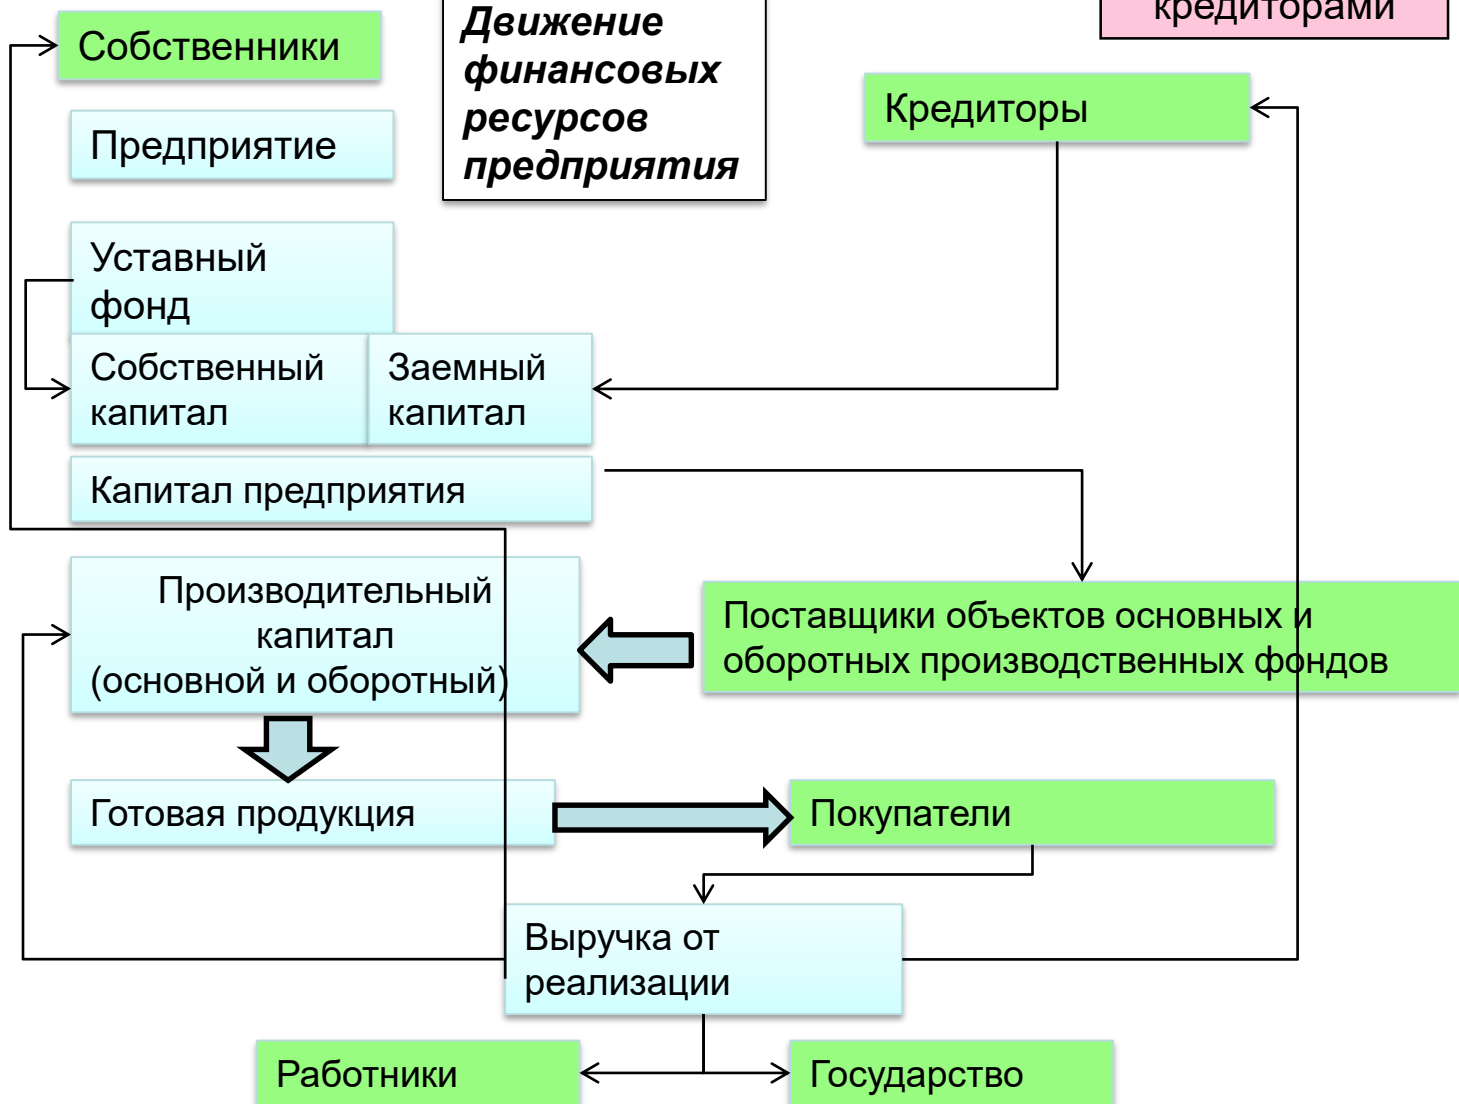 кредиторами
Движение
финансовых
ресурсов
предприятия
Собственники
Кредиторы
Предприятие
Уставный
фонд
Собственный
капитал
Заемный
капитал
Капитал предприятия
Производительный
капитал
(основной и оборотный)
Поставщики объектов основных и
оборотных производственных фондов
Готовая продукция
Покупатели
Выручка от
реализации
Работники
Государство